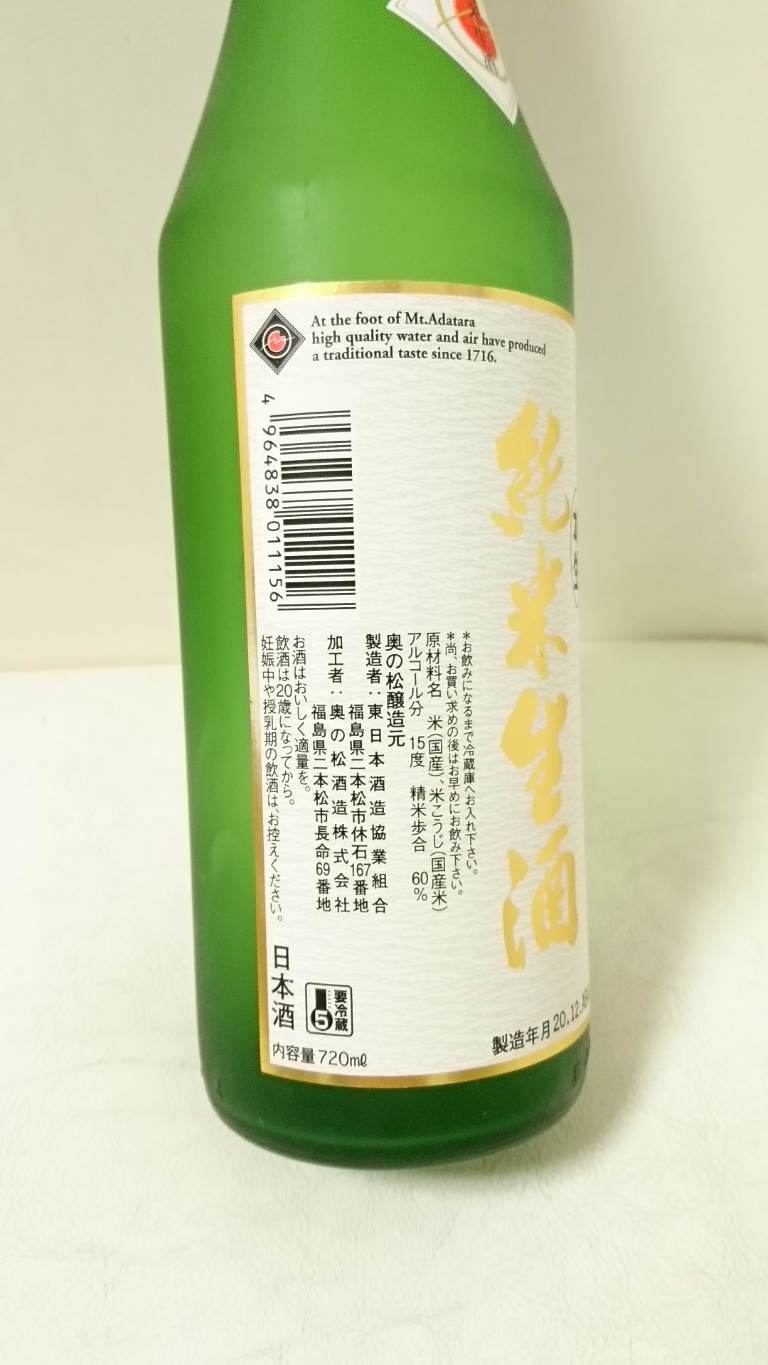 At the foot of Mt.Adatara
high quality water and air have produced
a traditional taste since 1716.
純米生酒
4 964838 011156
*お飲みになるまで冷蔵庫へお入れ下さい。
*尚、お買い求めの後はお早めにお飲み下さい。
原材料名 米(国産)、米こうじ(国産米)
アルコール分 15度 精米歩合 60%
奥の松醸造元
製造者:東日本酒造協業組合
福島県二本松市休石167番地
加工者:奥の松酒造株式会社
福島県二本松市長命69番地
お酒はおいしく適量を。
飲酒は20歳になってから。
妊娠中や授乳期の飲酒は、お控えください。
日本酒
要冷蔵
5
内容量720ml
製造年月20.12.